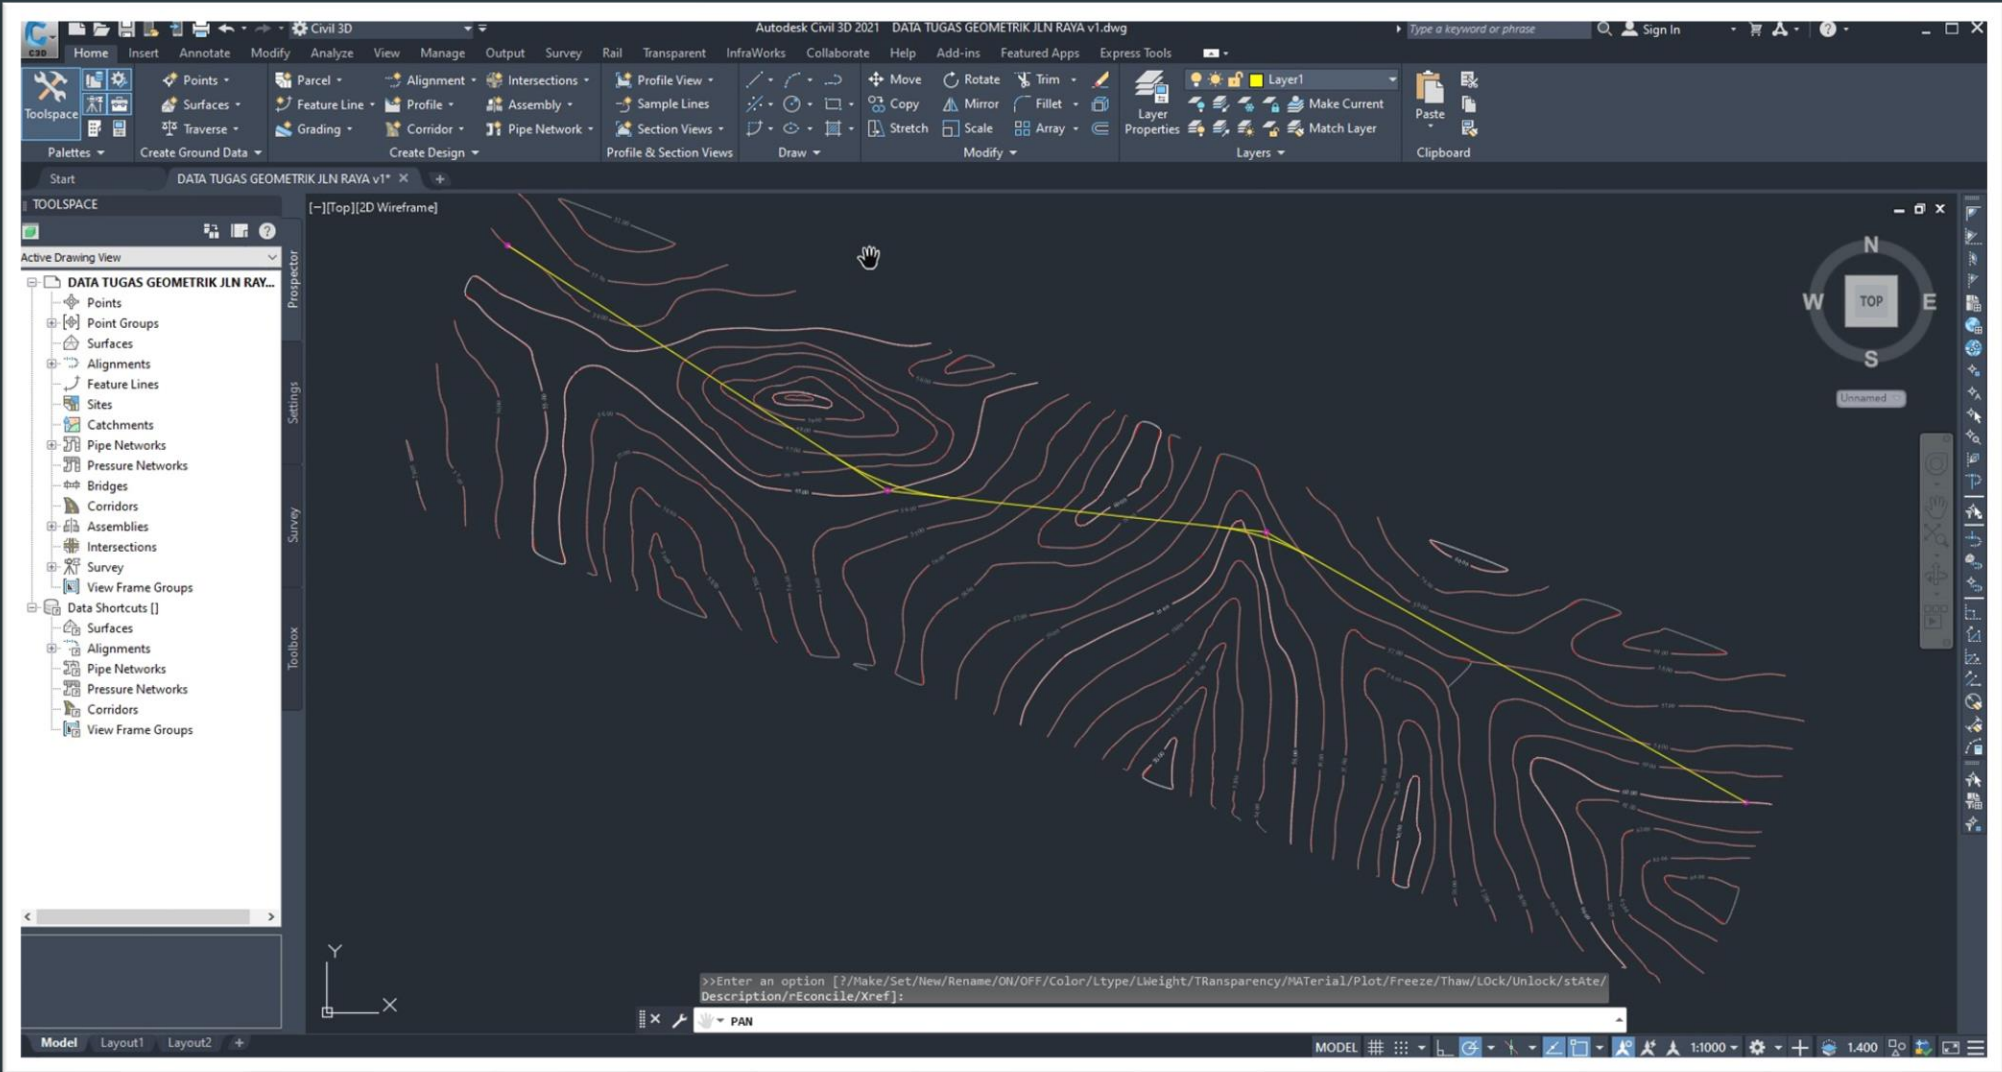 Civil 3D
Autodesk Civil 3D 2021 DATA TUGAS GEOMETRIK JLN RAYA v1.dwg
Type a keyword or phrase
Sign In
C3D
Home Insert Annotate Modify Analyze View Manage Output Survey Rail Transparent InfraWorks Collaborate Help Add-ins Featured Apps Express Tools
Toolspace
Points
Surfaces
Traverse
Parcel
Feature Line
Grading
Alignment
Profile
Corridor
Intersections
Assembly
Pipe Network
Profile View
Sample Lines
Section Views
Move
Copy
Stretch
Rotate
Mirror
Scale
Trim
Fillet
Array
Layer Properties
Layer1
Make Current
Match Layer
Paste
Palettes
Create Ground Data
Create Design
Profile & Section Views
Draw
Modify
Layers
Clipboard
Start
DATA TUGAS GEOMETRIK JLN RAYA v1*
TOOLSPACE
Active Drawing View
DATA TUGAS GEOMETRIK JLN RAY...
Points
Point Groups
Surfaces
Alignments
Feature Lines
Sites
Catchments
Pipe Networks
Pressure Networks
Bridges
Corridors
Assemblies
Intersections
Survey
View Frame Groups
Data Shortcuts []
Surfaces
Alignments
Pipe Networks
Pressure Networks
Corridors
View Frame Groups
Prospector
Settings
Survey
Toolbox
[−][Top][2D Wireframe]
N
W
TOP
E
S
Unnamed
Y
X
>>Enter an option [?/Make/Set/New/Rename/ON/OFF/Color/Ltype/LWeight/TRansparency/MATerial/Plot/Freeze/Thaw/LOck/Unlock/stAte/
Description/rEconcile/Xref]:
PAN
Model Layout1 Layout2
MODEL
1:1000
1.400